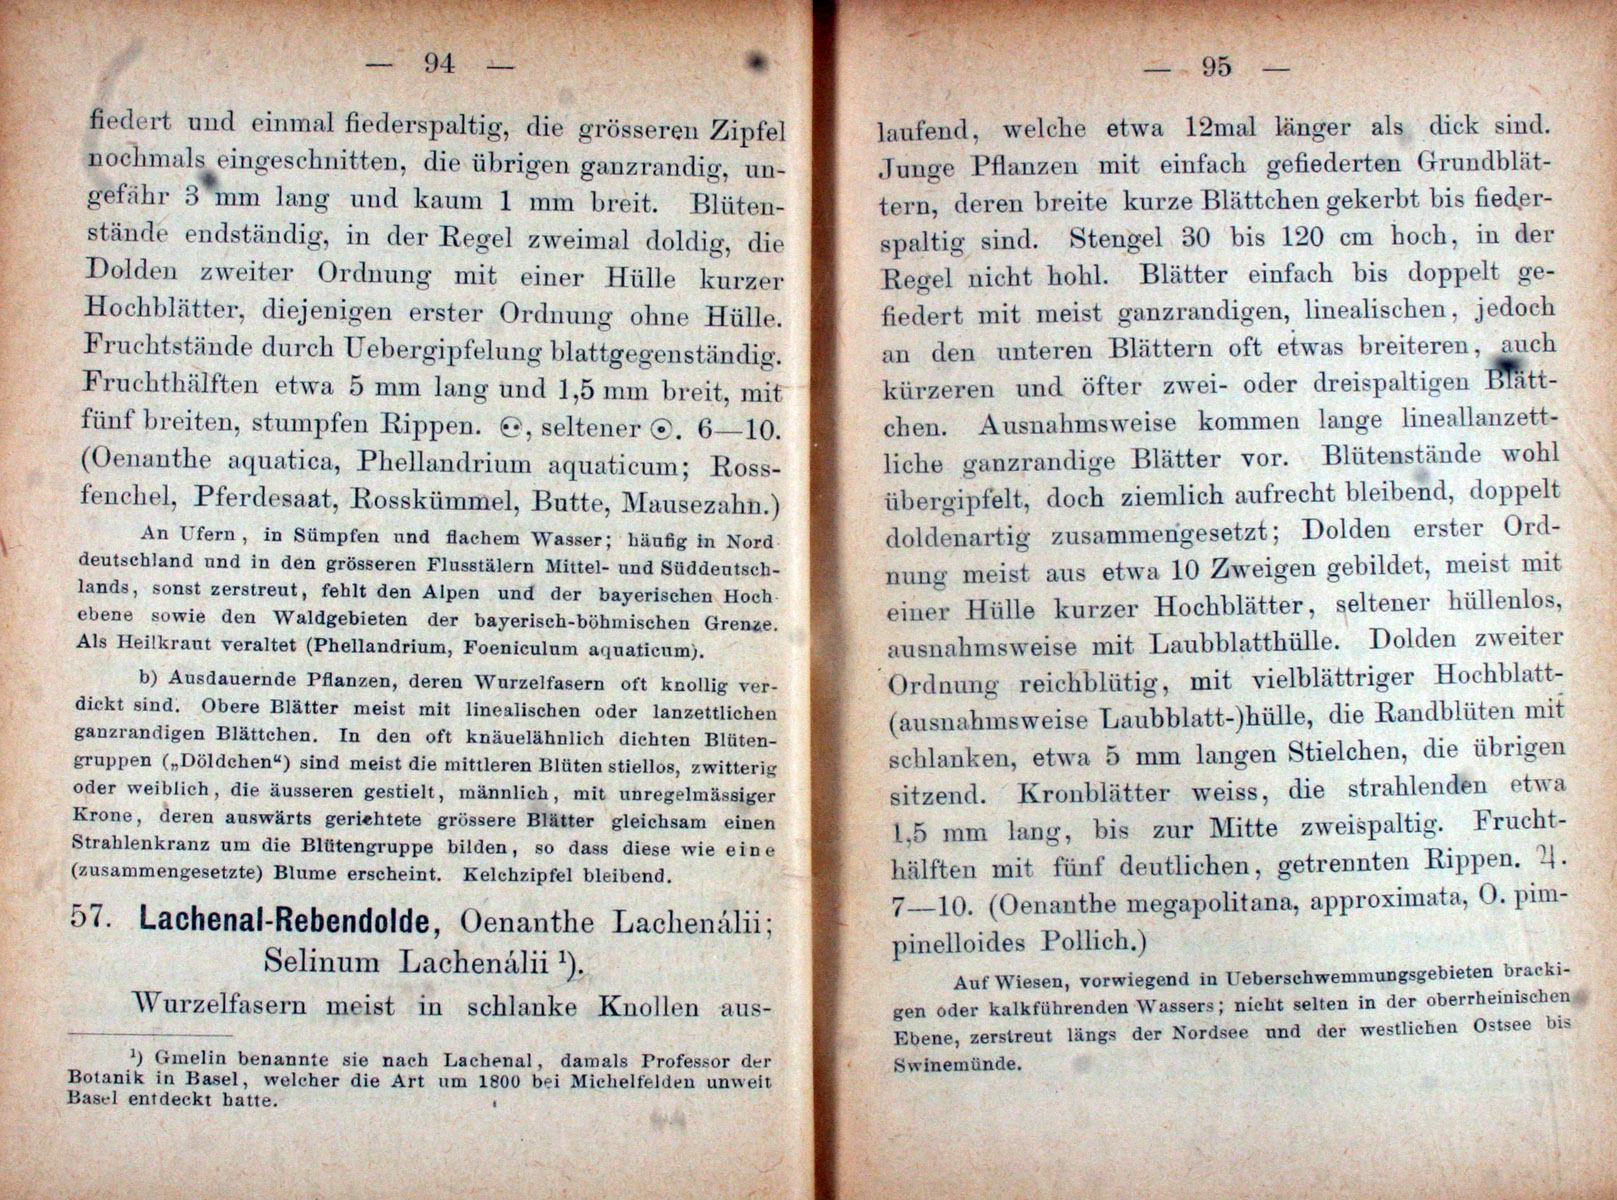 — 94 —
fiedert und einmal fiederspaltig, die grösseren Zipfel
nochmals eingeschnitten, die übrigen ganzrandig, un-
gefähr 3 mm lang und kaum 1 mm breit. Blüten-
stände endständig, in der Regel zweimal doldig, die
Dolden zweiter Ordnung mit einer Hülle kurzer
Hochblätter, diejenigen erster Ordnung ohne Hülle.
Fruchtstände durch Uebergipfelung blattgegenständig.
Fruchthälften etwa 5 mm lang und 1,5 mm breit, mit
fünf breiten, stumpfen Rippen. ⚇, seltener ⊙. 6—10.
(Oenanthe aquatica, Phellandrium aquaticum; Ross-
fenchel, Pferdesaat, Rosskümmel, Butte, Mausezahn.)
An Ufern, in Sümpfen und flachem Wasser; häufig in Nord
deutschland und in den grösseren Flusstälern Mittel- und Süddeutsch-
lands, sonst zerstreut, fehlt den Alpen und der bayerischen Hoch-
ebene sowie den Waldgebieten der bayerisch-böhmischen Grenze.
Als Heilkraut veraltet (Phellandrium, Foeniculum aquaticum).
b) Ausdauernde Pflanzen, deren Wurzelfasern oft knollig ver-
dickt sind. Obere Blätter meist mit linealischen oder lanzettlichen
ganzrandigen Blättchen. In den oft knäuelähnlich dichten Blüten-
gruppen („Döldchen“) sind meist die mittleren Blüten stiellos, zwitterig
oder weiblich, die äusseren gestielt, männlich, mit unregelmässiger
Krone, deren auswärts gerichtete grössere Blätter gleichsam einen
Strahlenkranz um die Blütengruppe bilden, so dass diese wie eine
(zusammengesetzte) Blume erscheint. Kelchzipfel bleibend.
57. Lachenal-Rebendolde, Oenanthe Lachenálii;
Selinum Lachenálii ¹).
Wurzelfasern meist in schlanke Knollen aus-
¹) Gmelin benannte sie nach Lachenal, damals Professor der
Botanik in Basel, welcher die Art um 1800 bei Michelfelden unweit
Basel entdeckt hatte.
— 95 —
laufend, welche etwa 12mal länger als dick sind.
Junge Pflanzen mit einfach gefiederten Grundblät-
tern, deren breite kurze Blättchen gekerbt bis fieder-
spaltig sind. Stengel 30 bis 120 cm hoch, in der
Regel nicht hohl. Blätter einfach bis doppelt ge-
fiedert mit meist ganzrandigen, linealischen, jedoch
an den unteren Blättern oft etwas breiteren, auch
kürzeren und öfter zwei- oder dreispaltigen Blätt-
chen. Ausnahmsweise kommen lange lineallanzett-
liche ganzrandige Blätter vor. Blütenstände wohl
übergipfelt, doch ziemlich aufrecht bleibend, doppelt
doldenartig zusammengesetzt; Dolden erster Ord-
nung meist aus etwa 10 Zweigen gebildet, meist mit
einer Hülle kurzer Hochblätter, seltener hüllenlos,
ausnahmsweise mit Laubblatthülle. Dolden zweiter
Ordnung reichblütig, mit vielblättriger Hochblatt-
(ausnahmsweise Laubblatt-)hülle, die Randblüten mit
schlanken, etwa 5 mm langen Stielchen, die übrigen
sitzend. Kronblätter weiss, die strahlenden etwa
1,5 mm lang, bis zur Mitte zweispaltig. Frucht-
hälften mit fünf deutlichen, getrennten Rippen. ♃.
7—10. (Oenanthe megapolitana, approximata, O. pim-
pinelloides Pollich.)
Auf Wiesen, vorwiegend in Ueberschwemmungsgebieten bracki-
gen oder kalkführenden Wassers; nicht selten in der oberrheinischen
Ebene, zerstreut längs der Nordsee und der westlichen Ostsee bis
Swinemünde.